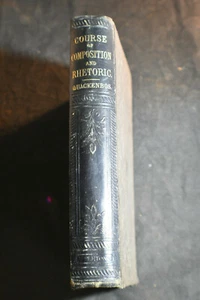 COURSE
OF
COMPOSITION
AND
RHETORIC
QUACKENBOS.